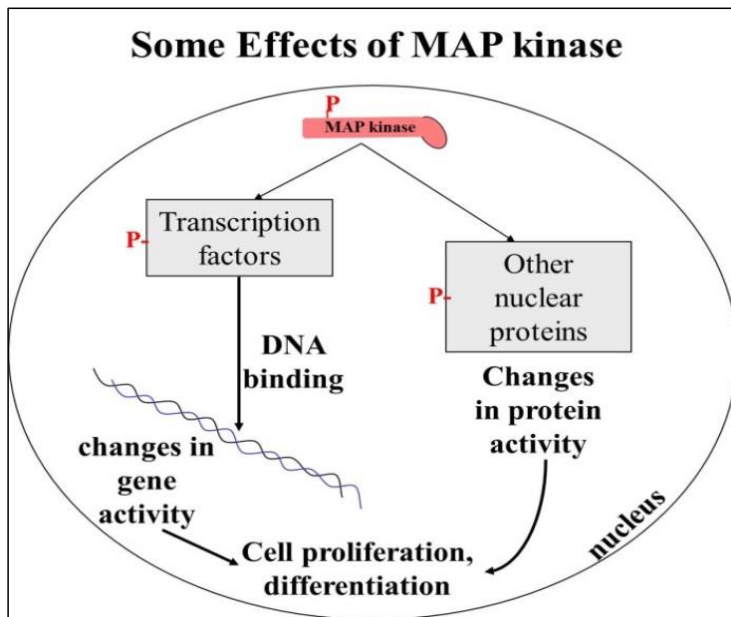 Some Effects of MAP kinase
P
MAP kinase
P-
Transcription
factors
P-
Other
nuclear
proteins
DNA
binding
Changes
in protein
activity
changes in
gene
activity
nucleus
Cell proliferation,
differentiation